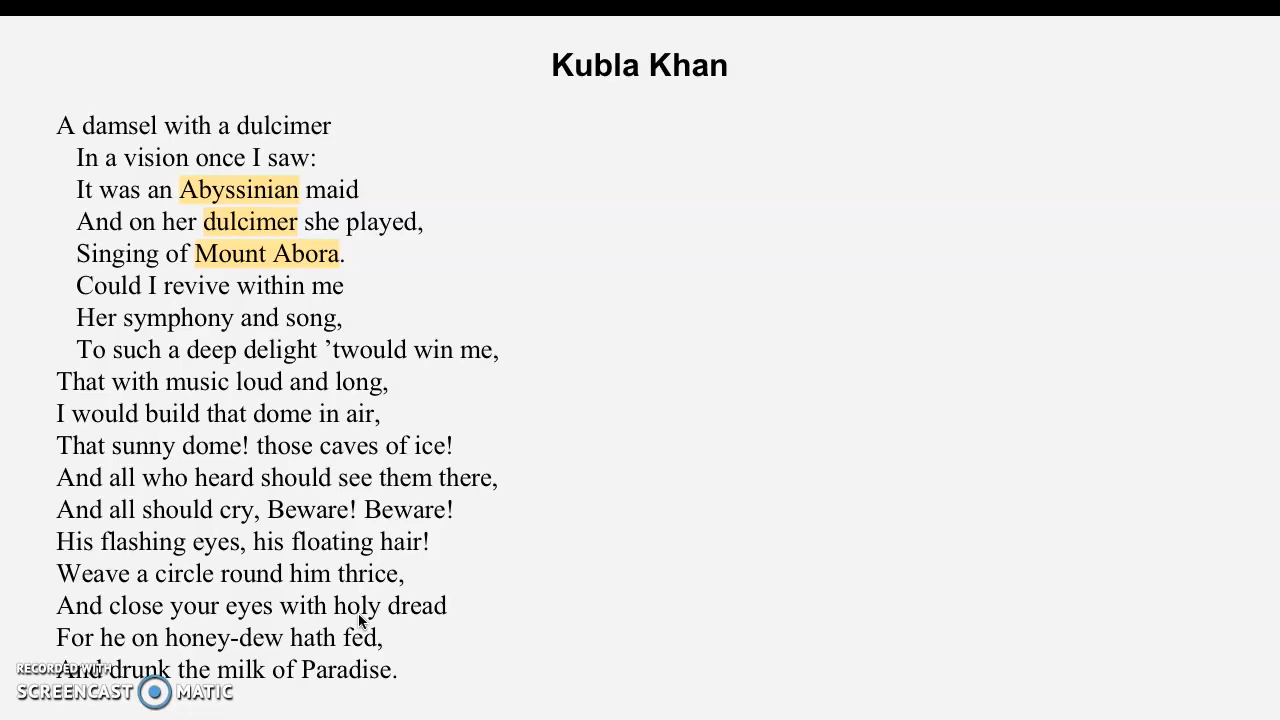 Kubla Khan
A damsel with a dulcimer
In a vision once I saw:
It was an Abyssinian maid
And on her dulcimer she played,
Singing of Mount Abora.
Could I revive within me
Her symphony and song,
To such a deep delight ’twould win me,
That with music loud and long,
I would build that dome in air,
That sunny dome! those caves of ice!
And all who heard should see them there,
And all should cry, Beware! Beware!
His flashing eyes, his floating hair!
Weave a circle round him thrice,
And close your eyes with holy dread
For he on honey-dew hath fed,
And drunk the milk of Paradise.
RECORDED WITH
SCREENCAST MATIC